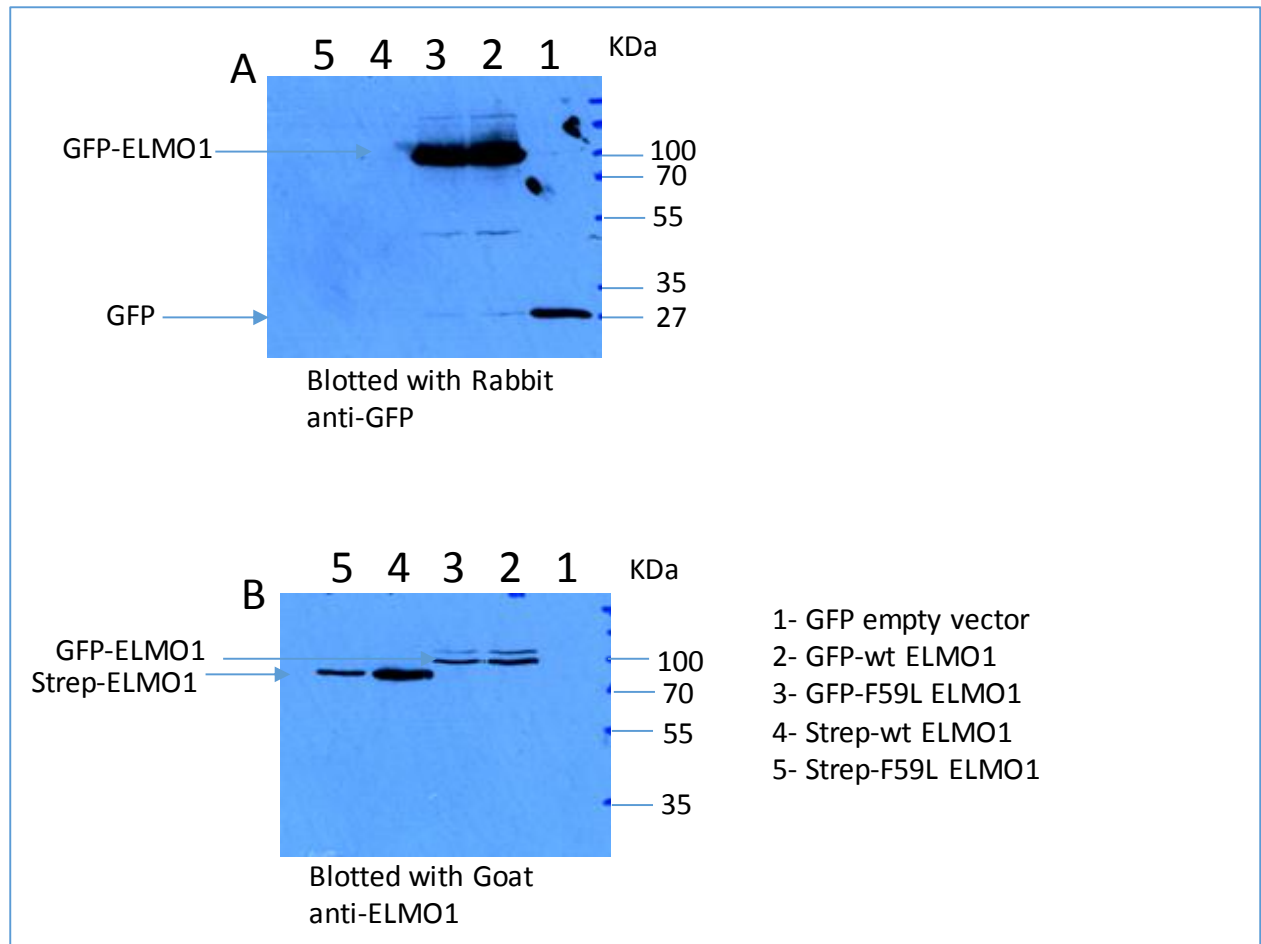 A
5 4 3 2 1 KDa
GFP-ELMO1
100
70
55
35
GFP
27
Blotted with Rabbit
anti-GFP
B
5 4 3 2 1 KDa
GFP-ELMO1
Strep-ELMO1
100
70
55
35
Blotted with Goat
anti-ELMO1
1- GFP empty vector
2- GFP-wt ELMO1
3- GFP-F59L ELMO1
4- Strep-wt ELMO1
5- Strep-F59L ELMO1